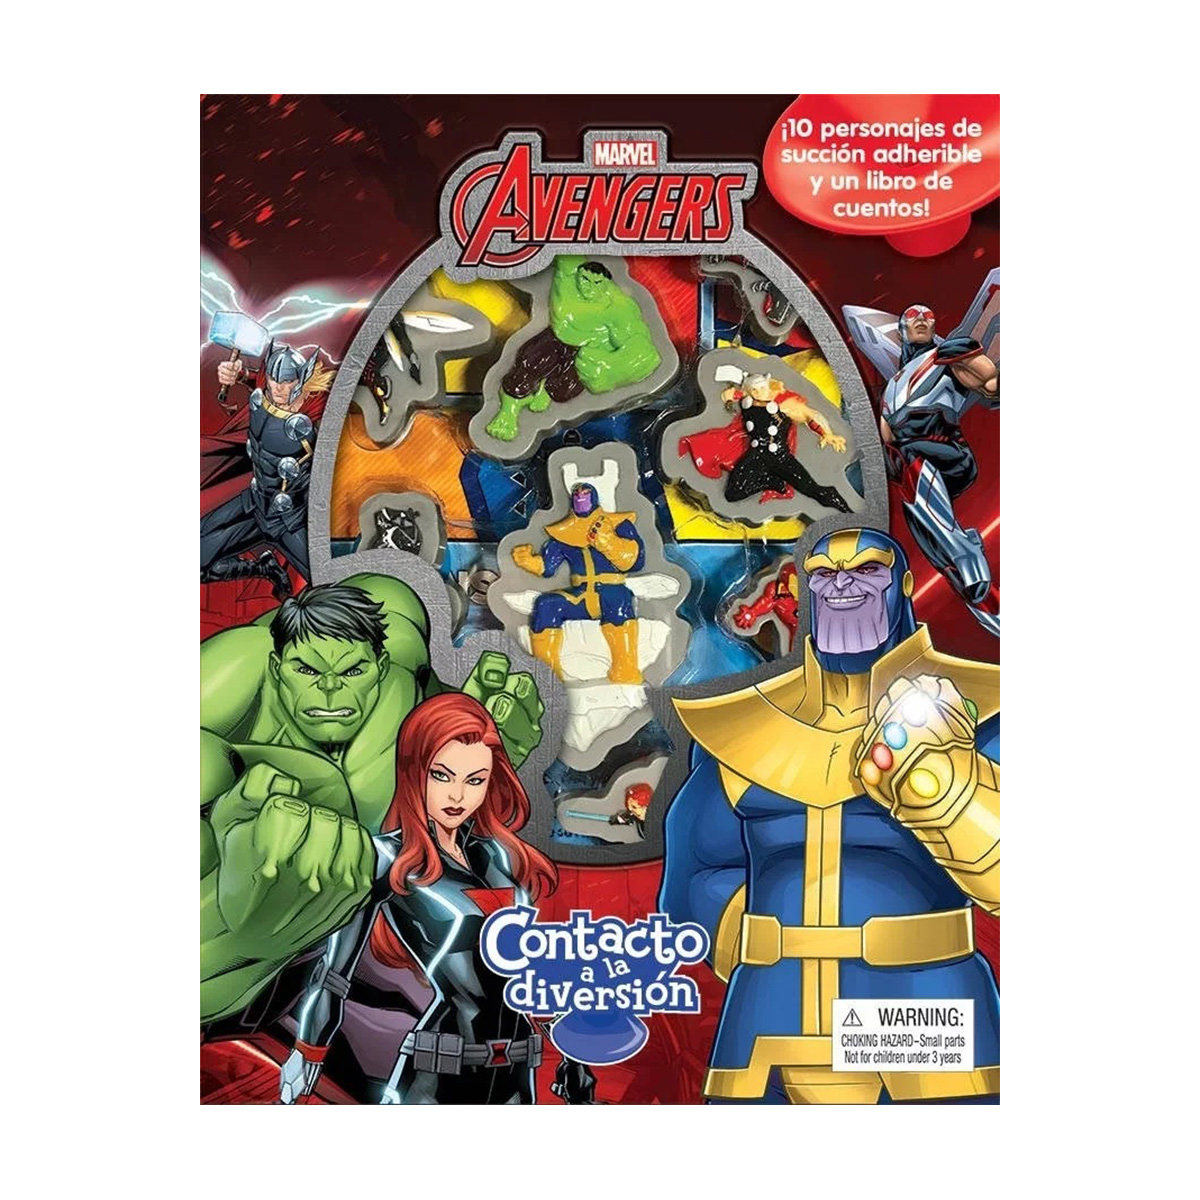 ¡10 personajes de
succión adherible
y un libro de
cuentos!
MARVEL
AVENGERS
Contacto
a la
diversión
WARNING:
CHOKING HAZARD–Small parts
Not for children under 3 years